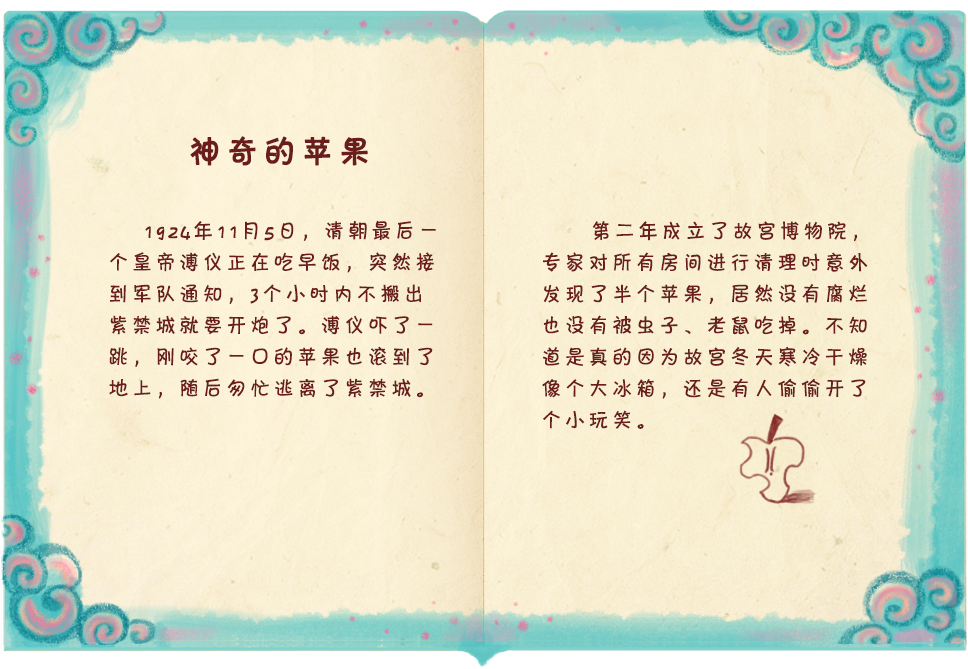 神奇的苹果
1924年11月5日，清朝最后一
个皇帝溥仪正在吃早饭，突然接
到军队通知，3个小时内不搬出
紫禁城就要开炮了。溥仪吓了一
跳，刚咬了一口的苹果也滚到了
地上，随后匆忙逃离了紫禁城。
第二年成立了故宫博物院，
专家对所有房间进行清理时意外
发现了半个苹果，居然没有腐烂
也没有被虫子、老鼠吃掉。不知
道是真的因为故宫冬天寒冷干燥
像个大冰箱，还是有人偷偷开了
个小玩笑。